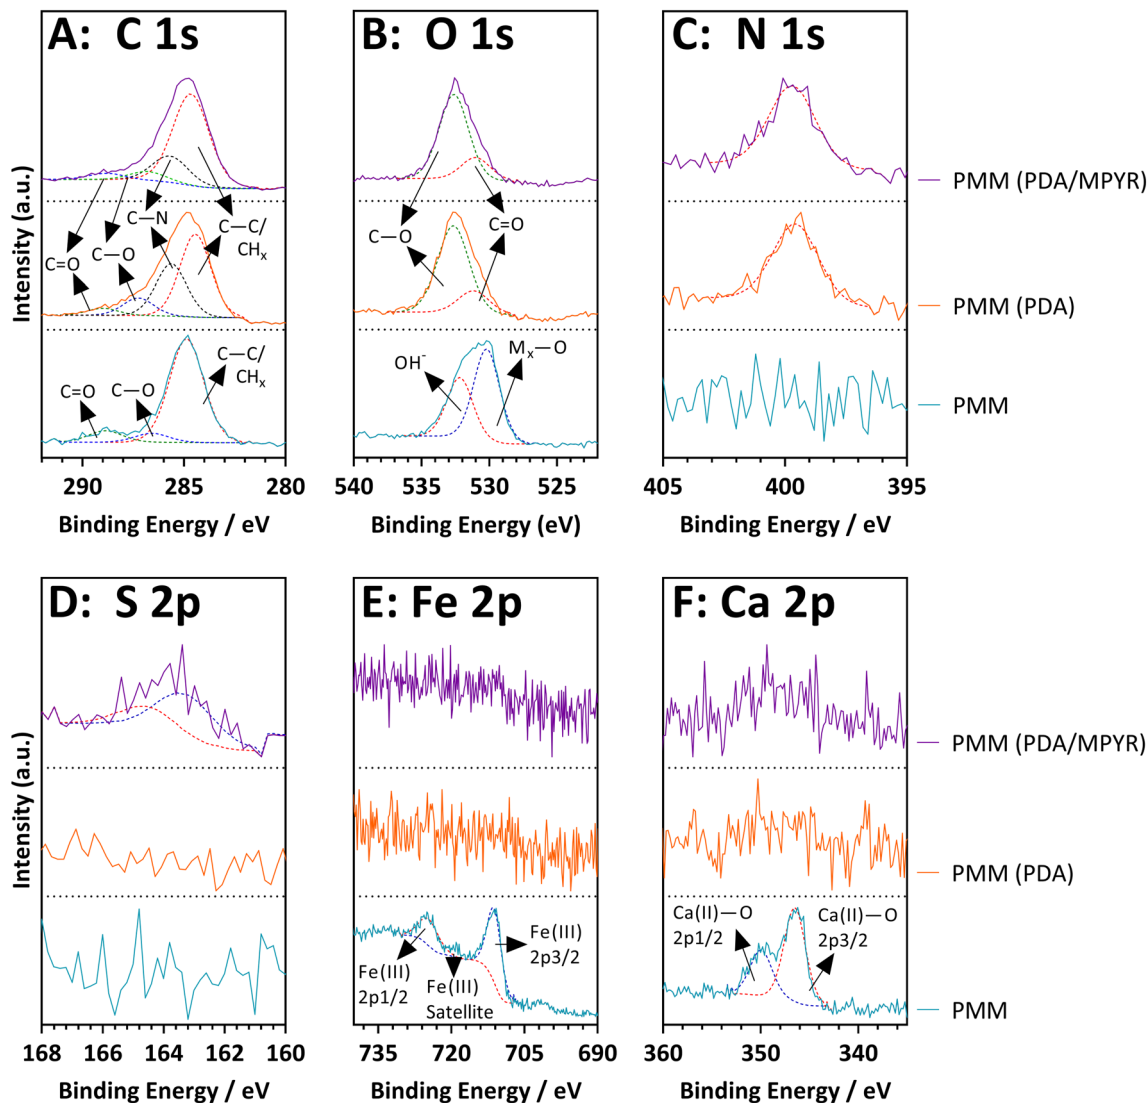 A: C 1s
B: O 1s
C: N 1s
Intensity (a.u.)
C—N
C—C/
CHx
C—O
C=O
C—O
C=O
C=O
C—O
C—C/
CHx
OH-
Mx—O
PMM (PDA/MPYR)
PMM (PDA)
PMM
290 285 280
540 535 530 525
405 400 395
Binding Energy / eV
Binding Energy (eV)
Binding Energy / eV
D: S 2p
E: Fe 2p
F: Ca 2p
Intensity (a.u.)
Fe(III)
2p1/2
Fe(III)
Satellite
Fe(III)
2p3/2
Ca(II)—O
2p1/2
Ca(II)—O
2p3/2
PMM (PDA/MPYR)
PMM (PDA)
PMM
168 166 164 162 160
735 720 705 690
360 350 340
Binding Energy / eV
Binding Energy / eV
Binding Energy / eV